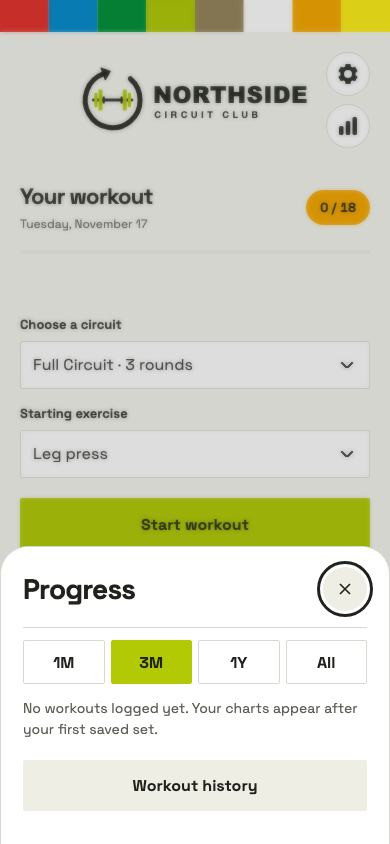 NORTHSIDE
CIRCUIT CLUB
Your workout
Tuesday, November 17
0 / 18
Choose a circuit
Full Circuit · 3 rounds
Starting exercise
Leg press
Start workout
Progress
1M
3M
1Y
All
No workouts logged yet. Your charts appear after
your first saved set.
Workout history